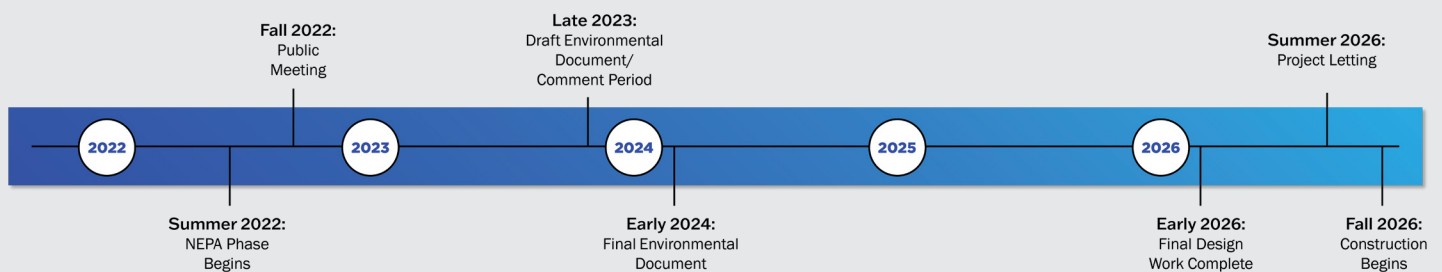 Fall 2022:
Public
Meeting
Late 2023:
Draft Environmental
Document/
Comment Period
Summer 2026:
Project Letting
2022
2023
2024
2025
2026
Summer 2022:
NEPA Phase
Begins
Early 2024:
Final Environmental
Document
Early 2026:
Final Design
Work Complete
Fall 2026:
Construction
Begins